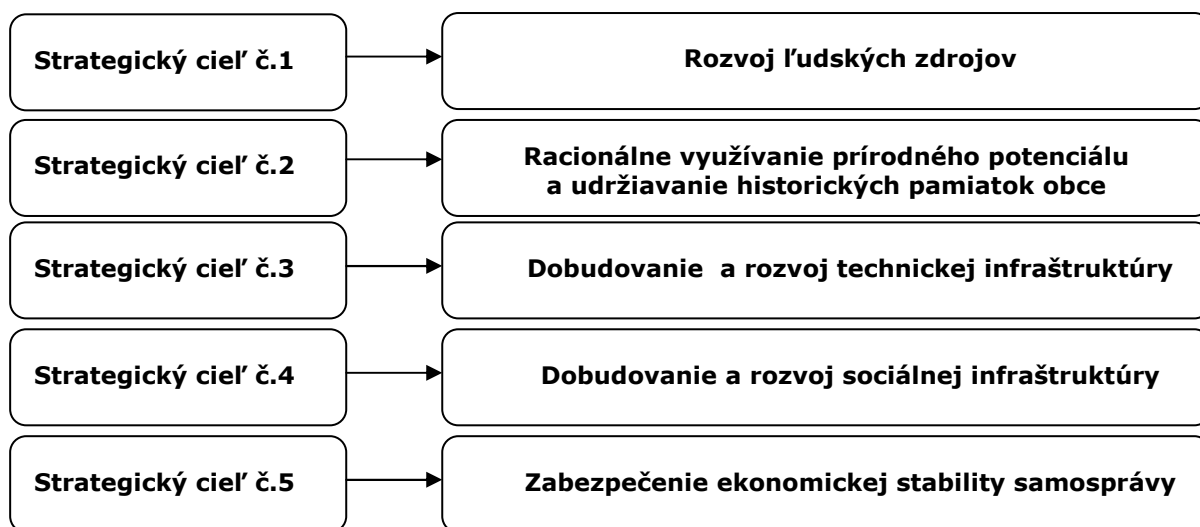 Strategický cieľ č.1
Rozvoj ľudských zdrojov
Strategický cieľ č.2
Racionálne využívanie prírodného potenciálu
a udržiavanie historických pamiatok obce
Strategický cieľ č.3
Dobudovanie  a rozvoj technickej infraštruktúry
Strategický cieľ č.4
Dobudovanie a rozvoj sociálnej infraštruktúry
Strategický cieľ č.5
Zabezpečenie ekonomickej stability samosprávy